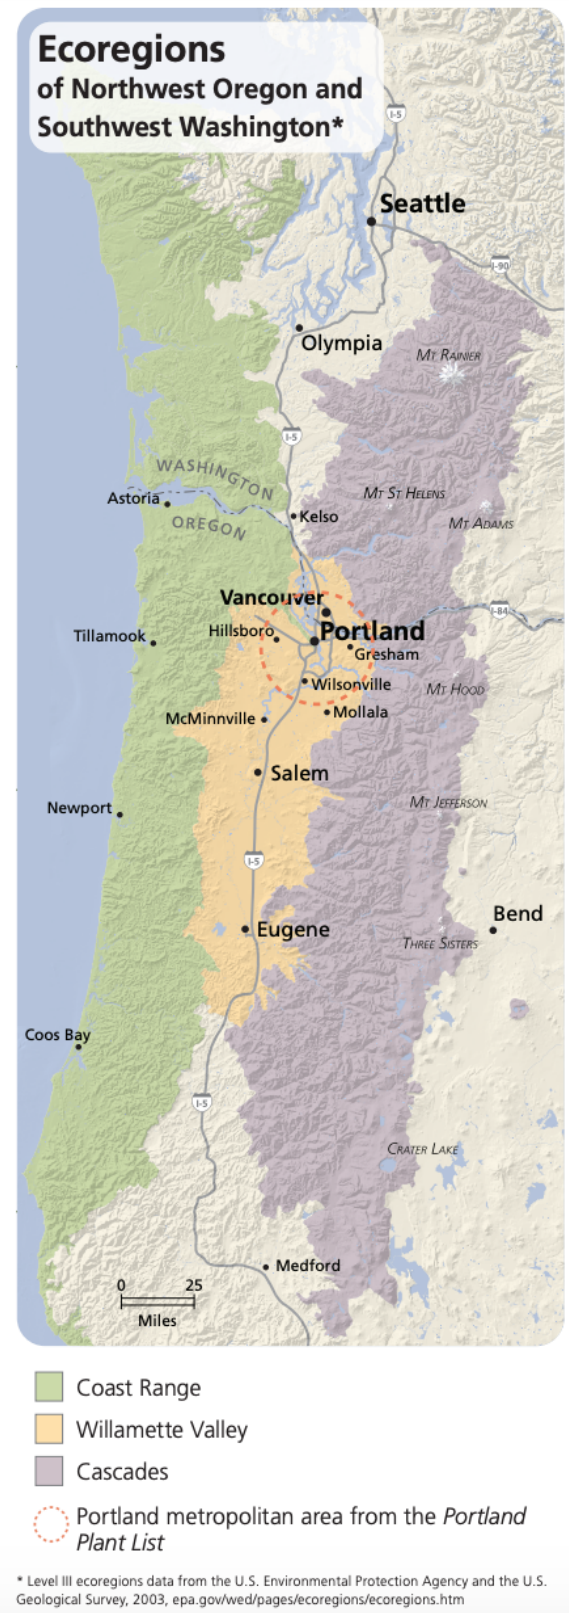 Ecoregions
of Northwest Oregon and
Southwest Washington*
I-5
Seattle
I-90
Olympia
Mt Rainier
I-5
WASHINGTON
Mt St Helens
Astoria
OREGON
Kelso
Mt Adams
Vancouver
I-84
Hillsboro
Portland
Tillamook
Gresham
Wilsonville
Mt Hood
McMinnville
Mollala
Salem
Newport
Mt Jefferson
I-5
Eugene
Bend
Three Sisters
Coos Bay
I-5
Crater Lake
Medford
0 25
Miles
Coast Range
Willamette Valley
Cascades
Portland metropolitan area from the Portland
Plant List
* Level III ecoregions data from the U.S. Environmental Protection Agency and the U.S.
Geological Survey, 2003, epa.gov/wed/pages/ecoregions/ecoregions.htm